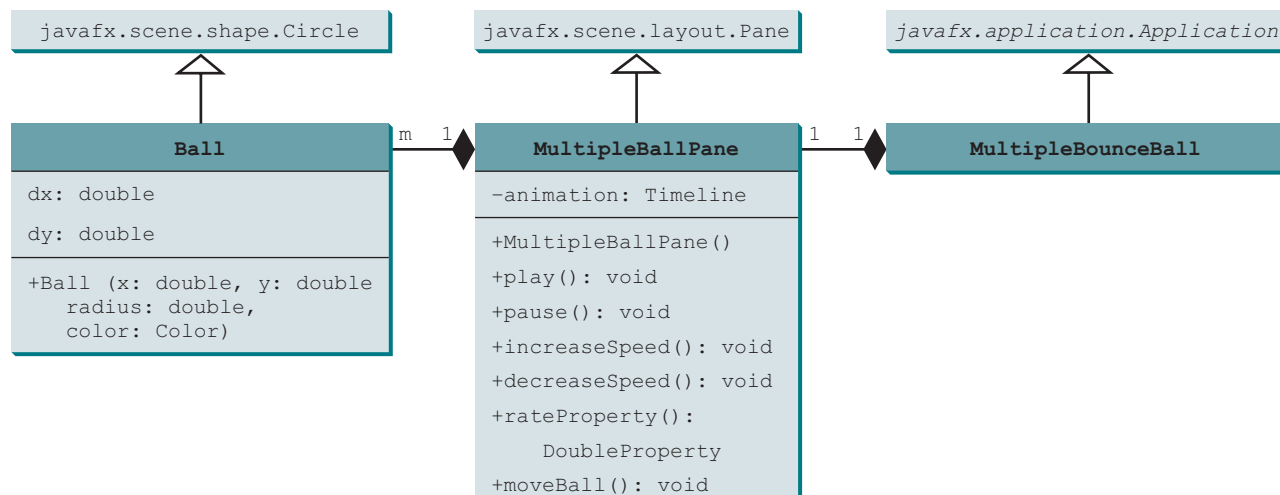 javafx.scene.shape.Circle
javafx.scene.layout.Pane
javafx.application.Application
m 1
1 1
Ball
dx: double
dy: double
+Ball (x: double, y: double
radius: double,
color: Color)
MultipleBallPane
-animation: Timeline
+MultipleBallPane()
+play(): void
+pause(): void
+increaseSpeed(): void
+decreaseSpeed(): void
+rateProperty():
DoubleProperty
+moveBall(): void
MultipleBounceBall